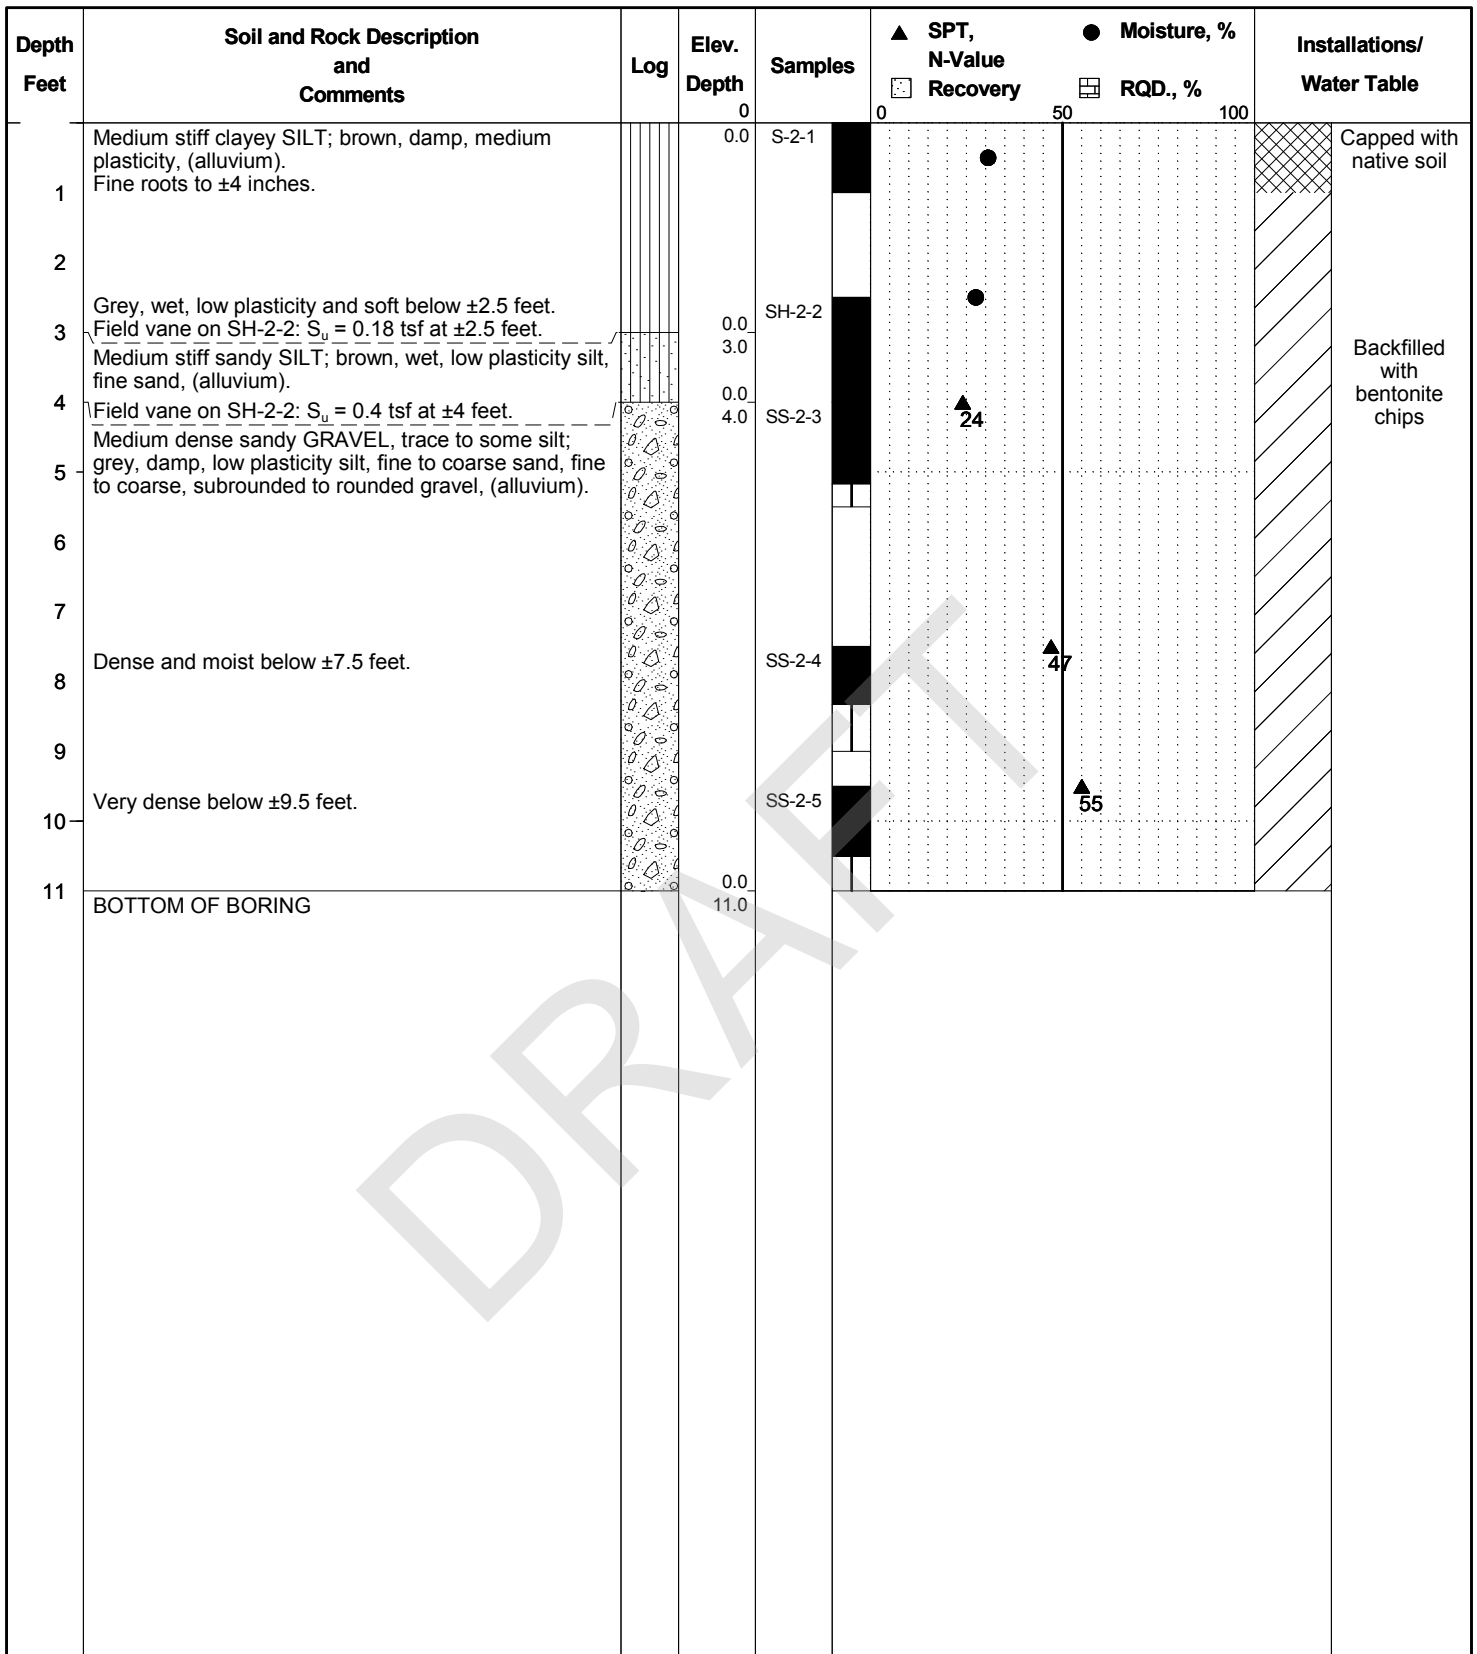 Depth
Feet
Soil and Rock Description
and
Comments
Log
Elev.
Depth
0
Samples
SPT,
N-Value
Moisture, %
Recovery
RQD., %
0 50 100
Installations/
Water Table
Medium stiff clayey SILT; brown, damp, medium
plasticity, (alluvium).
Fine roots to ±4 inches.
0.0
S-2-1
Capped with
native soil
1
2
Grey, wet, low plasticity and soft below ±2.5 feet.
Field vane on SH-2-2: Su = 0.18 tsf at ±2.5 feet.
SH-2-2
0.0
3
3.0
Medium stiff sandy SILT; brown, wet, low plasticity silt,
fine sand, (alluvium).
Backfilled
with
bentonite
chips
0.0
4
Field vane on SH-2-2: Su = 0.4 tsf at ±4 feet.
4.0
SS-2-3
24
Medium dense sandy GRAVEL, trace to some silt;
grey, damp, low plasticity silt, fine to coarse sand, fine
to coarse, subrounded to rounded gravel, (alluvium).
5
6
7
Dense and moist below ±7.5 feet.
SS-2-4
47
8
9
Very dense below ±9.5 feet.
SS-2-5
55
10
0.0
11
BOTTOM OF BORING
11.0
DRAFT